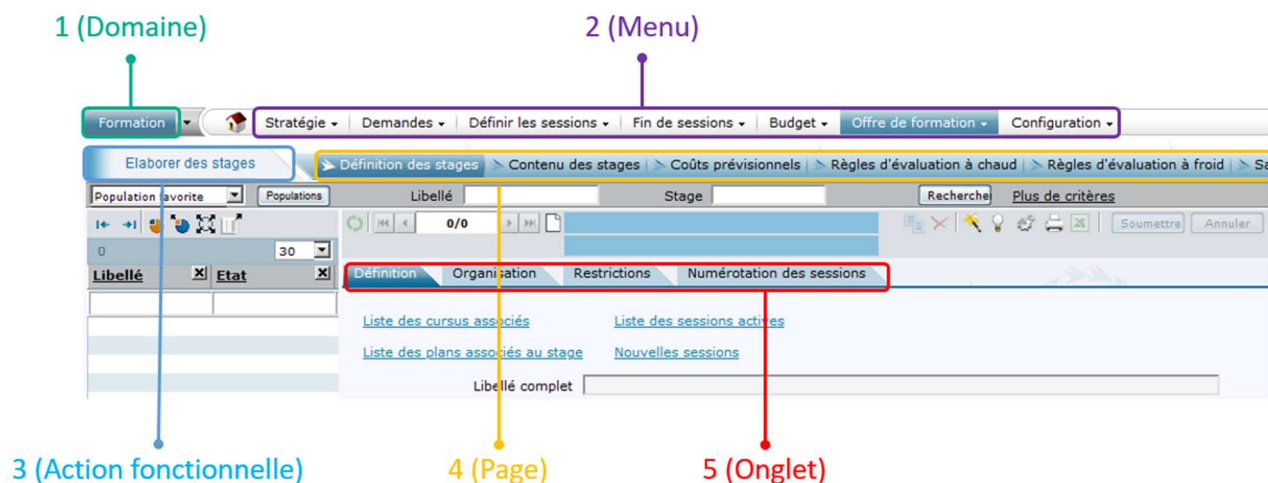 1 (Domaine) 2 (Menu)
Formation Stratégie Demandes Définir les sessions Fin de sessions Budget Offre de formation Configuration
Elaborer des stages Définition des stages Contenu des stages Coûts prévisionnels Règles d'évaluation à chaud Règles d'évaluation à froid Sa
Population favorite Populations Libellé Stage Recherche Plus de critères
0/0 Soumettre Annuler
0 30
Libellé Etat Définition Organisation Restrictions Numérotation des sessions
Liste des cursus associés Liste des sessions actives
Liste des plans associés au stage Nouvelles sessions
Libellé complet
3 (Action fonctionnelle) 4 (Page) 5 (Onglet)